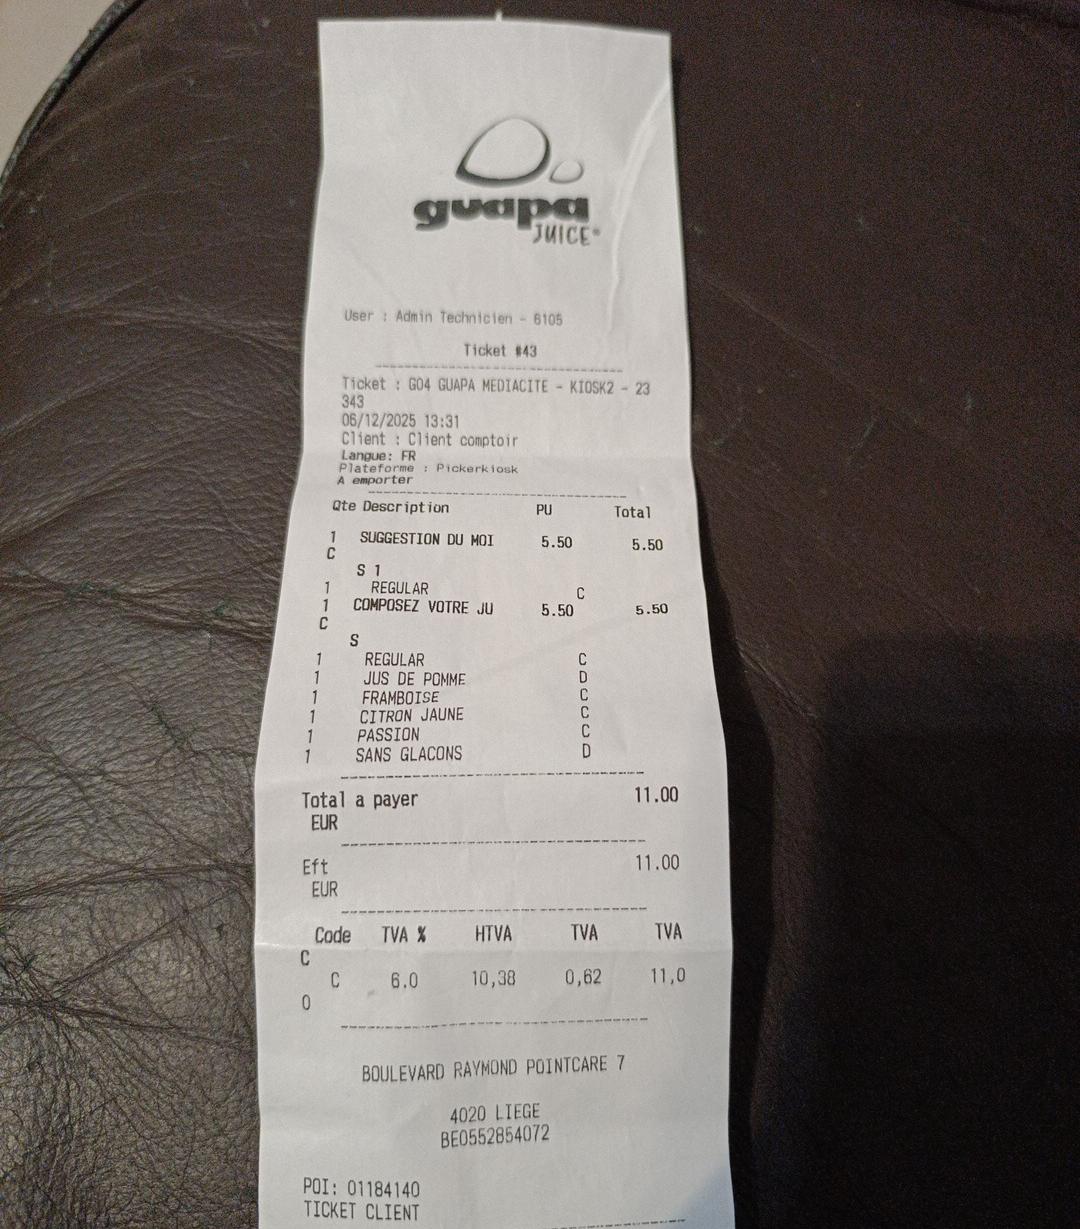 guapa
JUICE®
User : Admin Technicien - 6105
Ticket #43
Ticket : GO4 GUAPA MEDIACITE - KIOSK2 - 23
343
06/12/2025 13:31
Client : Client comptoir
Langue: FR
Plateforme : Pickerkiosk
A emporter
Qte Description PU Total
1 SUGGESTION DU MOI 5.50 5.50
C
S 1
1 REGULAR C
1 COMPOSEZ VOTRE JU 5.50 5.50
C
S
1 REGULAR C
1 JUS DE POMME D
1 FRAMBOISE C
1 CITRON JAUNE C
1 PASSION C
1 SANS GLACONS D
Total a payer 11.00
EUR
Eft 11.00
EUR
Code TVA % HTVA TVA TVA
C
C 6.0 10,38 0,62 11,0
0
BOULEVARD RAYMOND POINTCARE 7
4020 LIEGE
BE0552854072
POI: 01184140
TICKET CLIENT